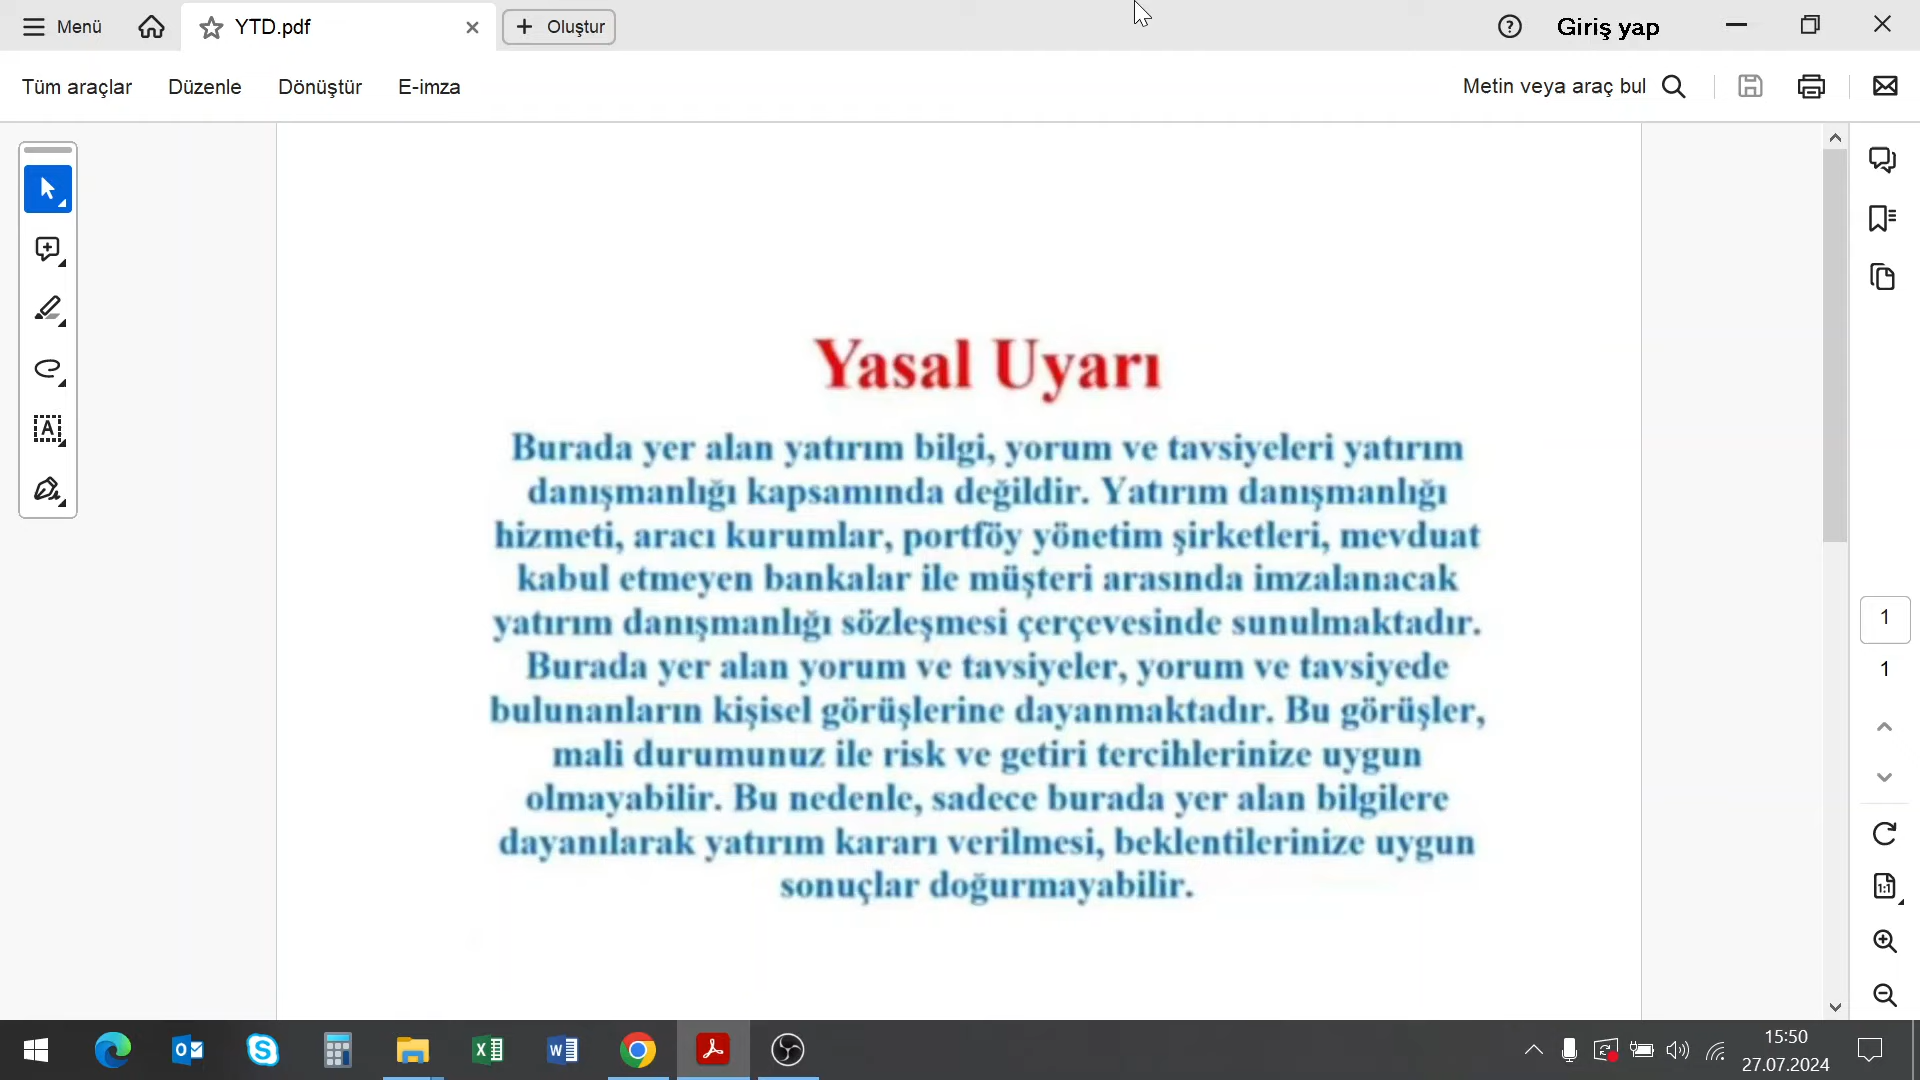 Menü
YTD.pdf
Oluştur
Giriş yap
Tüm araçlar
Düzenle
Dönüştür
E-imza
Metin veya araç bul
Yasal Uyarı
Burada yer alan yatırım bilgi, yorum ve tavsiyeleri yatırım
danışmanlığı kapsamında değildir. Yatırım danışmanlığı
hizmeti, aracı kurumlar, portföy yönetim şirketleri, mevduat
kabul etmeyen bankalar ile müşteri arasında imzalanacak
yatırım danışmanlığı sözleşmesi çerçevesinde sunulmaktadır.
Burada yer alan yorum ve tavsiyeler, yorum ve tavsiyede
bulunanların kişisel görüşlerine dayanmaktadır. Bu görüşler,
mali durumunuz ile risk ve getiri tercihlerinize uygun
olmayabilir. Bu nedenle, sadece burada yer alan bilgilere
dayanılarak yatırım kararı verilmesi, beklentilerinize uygun
sonuçlar doğurmayabilir.
1
1
15:50
27.07.2024